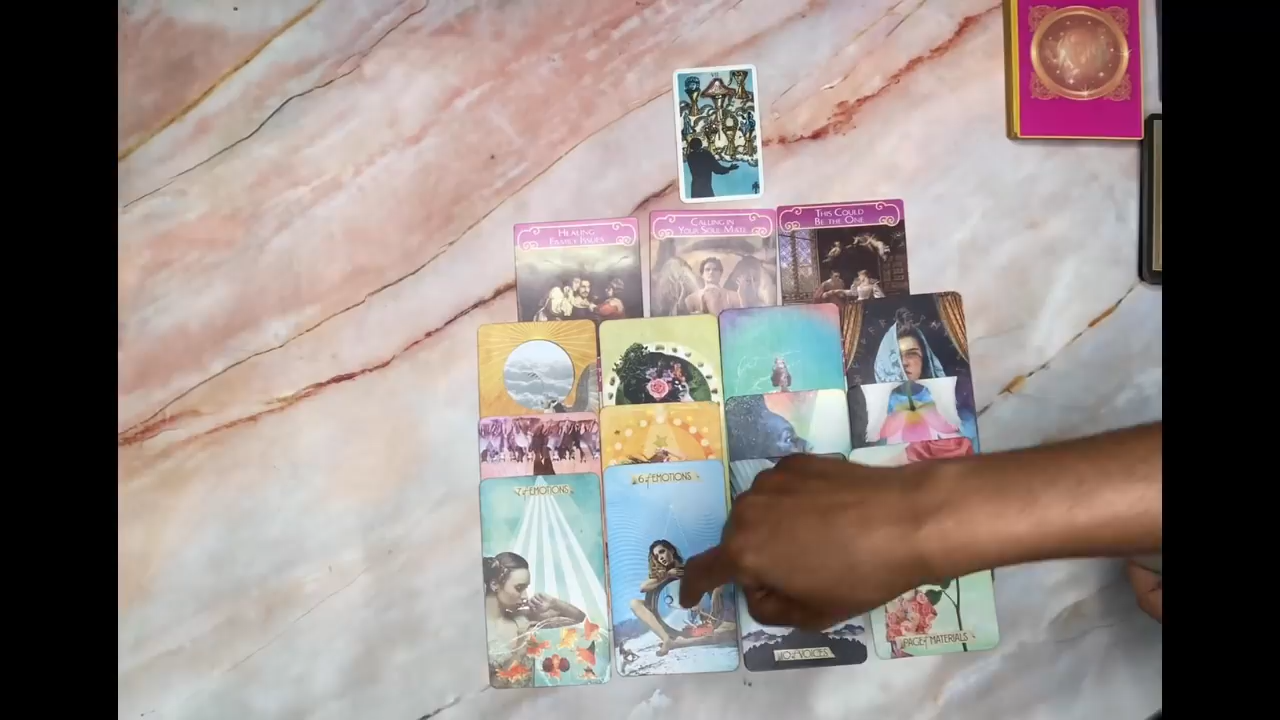 VII
HEALING
FAMILY ISSUES
CALLING IN
YOUR SOUL MATE
THIS COULD
BE THE ONE
7 of EMOTIONS
6 of EMOTIONS
10 of VOICES
PAGE of MATERIALS